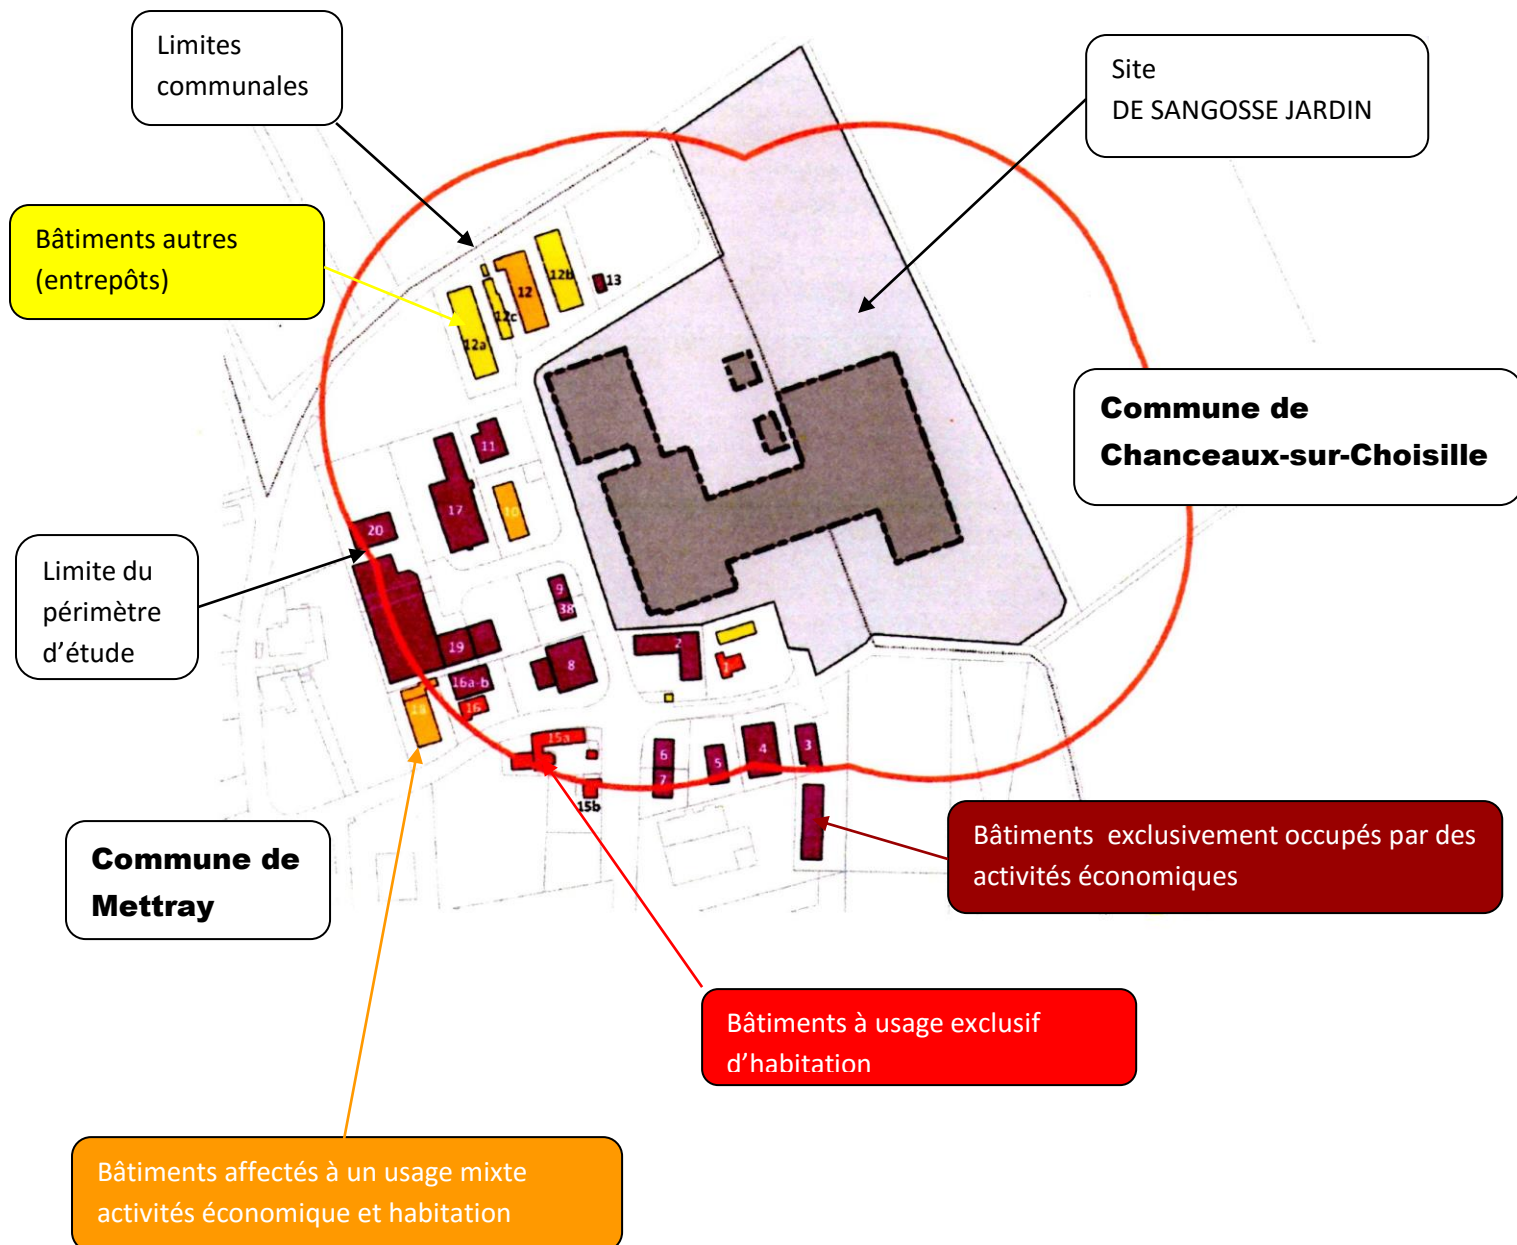 Limites
communales
Site
DE SANGOSSE JARDIN
Bâtiments autres
(entrepôts)
12b
13
12
12c
12a
Commune de
Chanceaux-sur-Choisille
11
17
10
20
Limite du
périmètre
d’étude
9
38
2
19
8
1
16a-b
18
16
15a
6
5
4
3
7
15b
Commune de
Mettray
Bâtiments exclusivement occupés par des
activités économiques
Bâtiments à usage exclusif
d’habitation
Bâtiments affectés à un usage mixte
activités économique et habitation